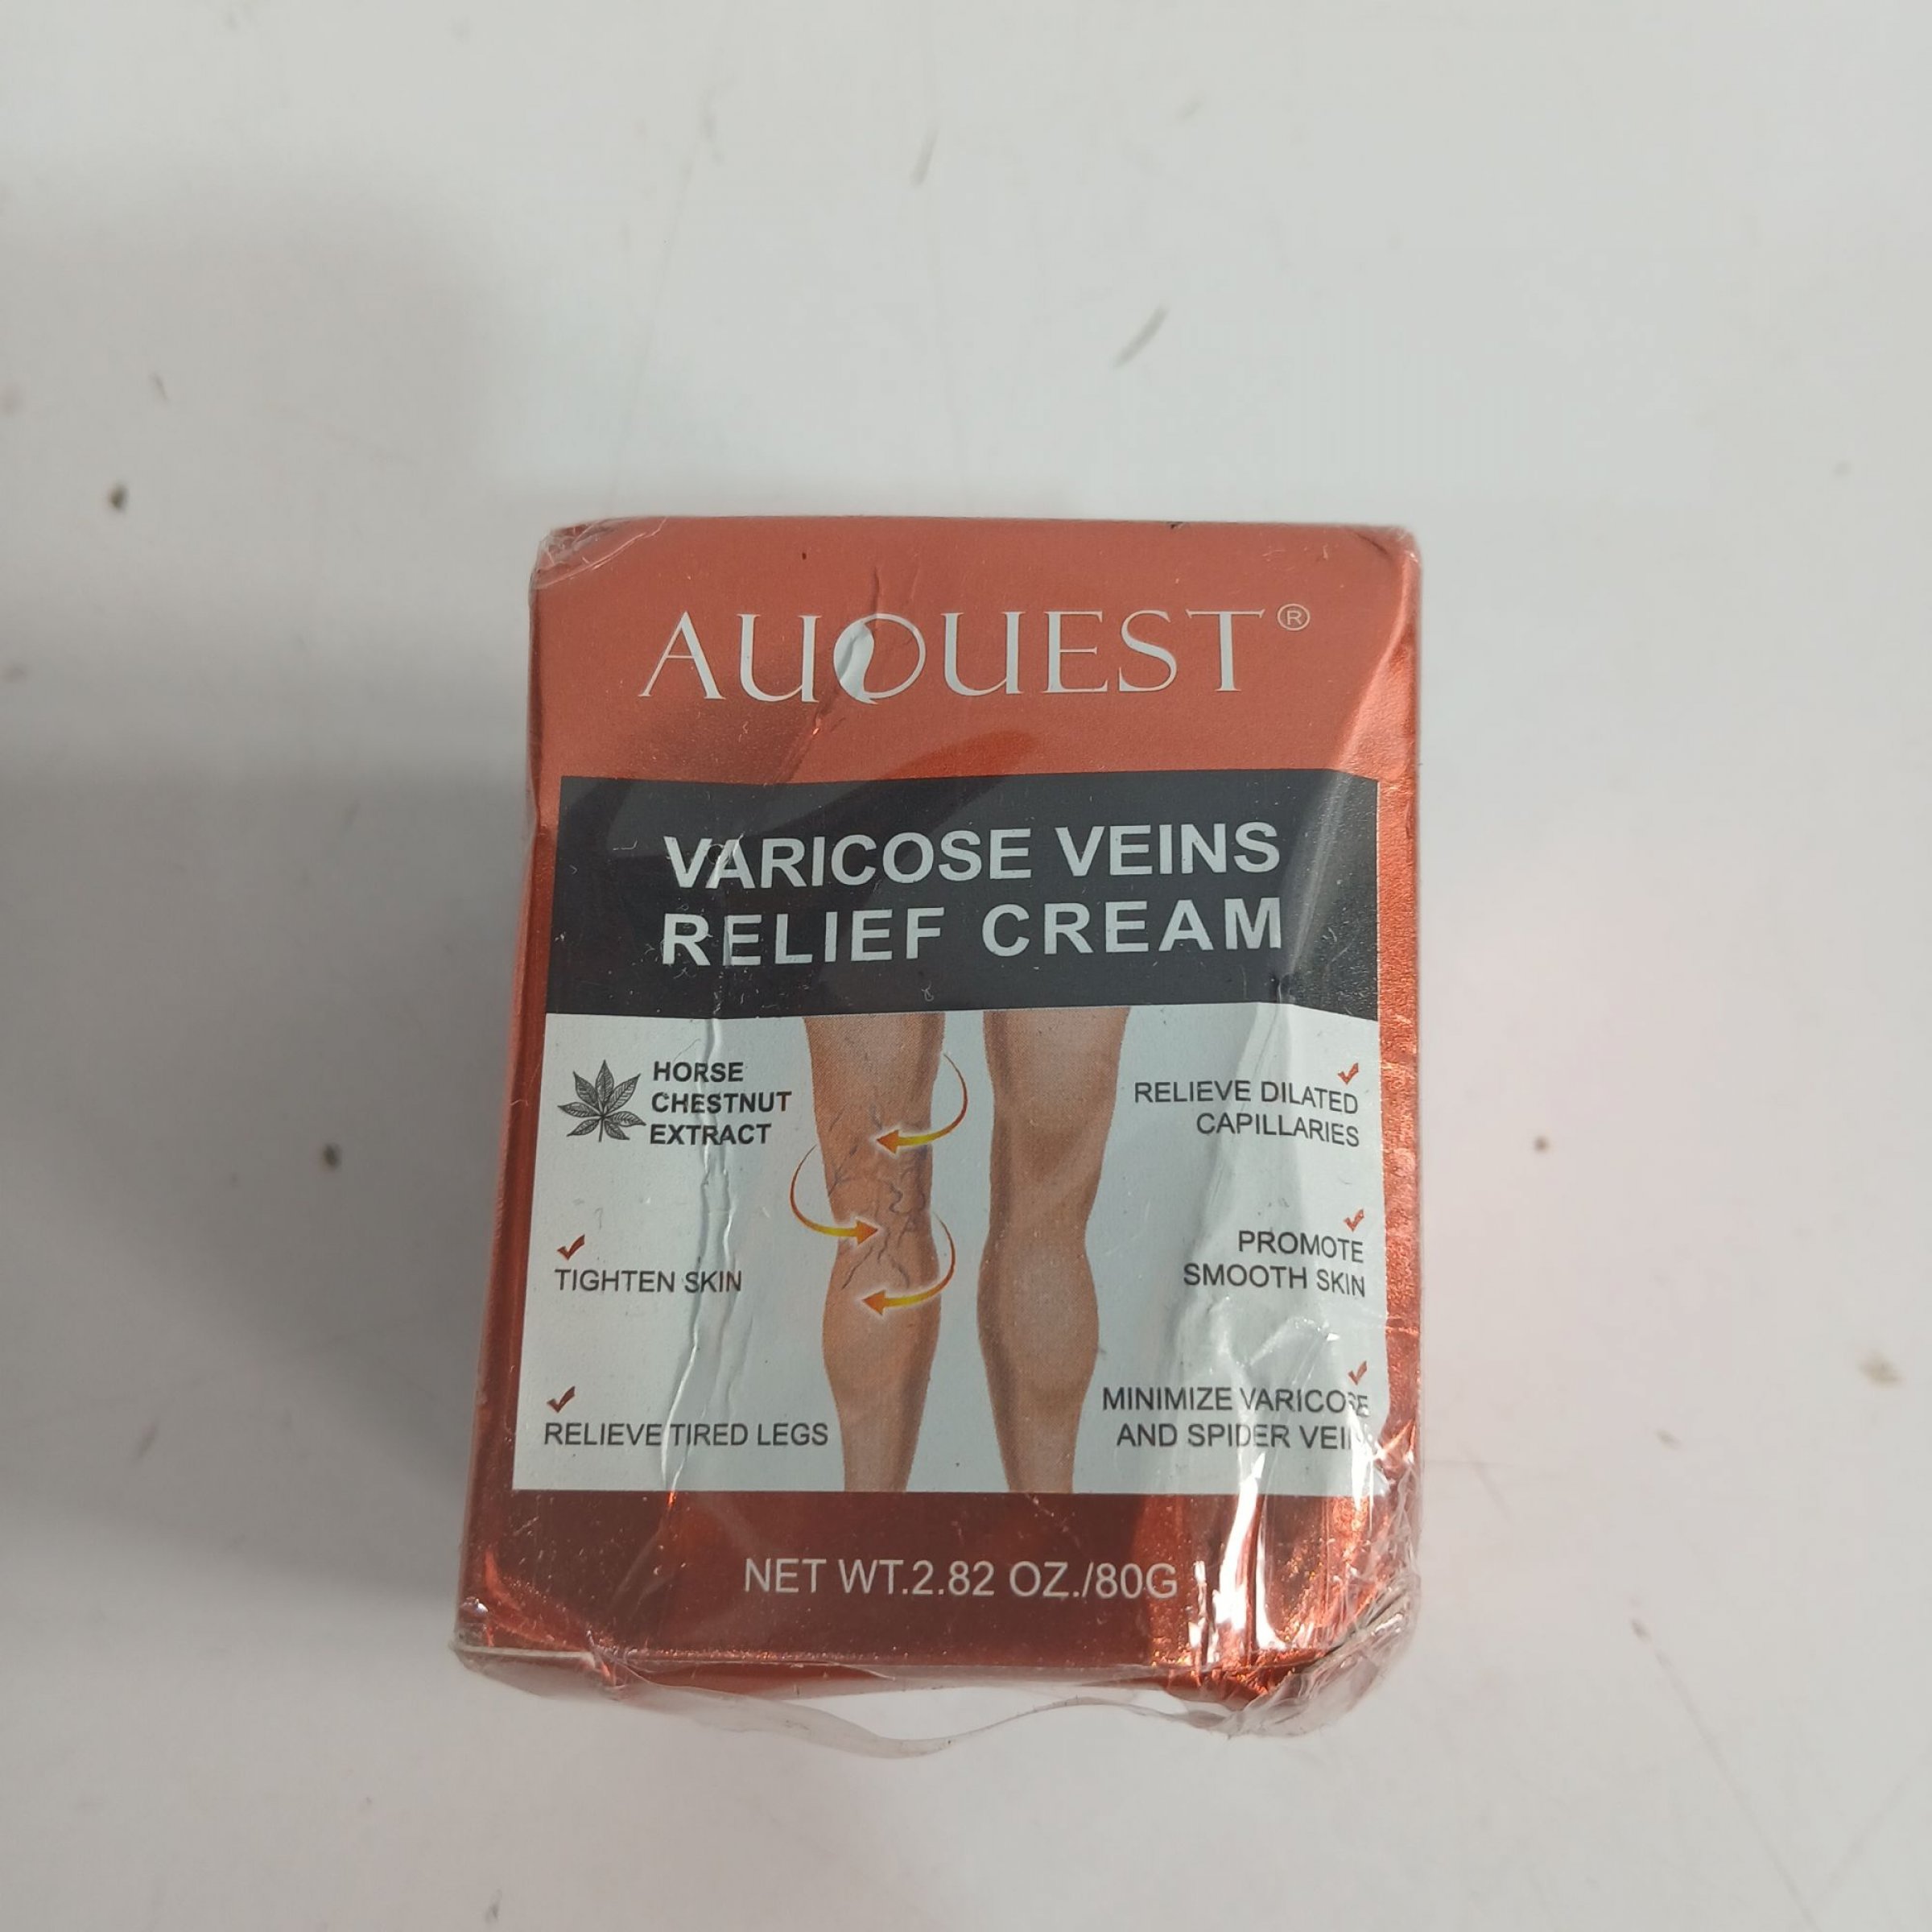 AUQUEST®
VARICOSE VEINS
RELIEF CREAM
HORSE
CHESTNUT
EXTRACT
TIGHTEN SKIN
RELIEVE TIRED LEGS
RELIEVE DILATED
CAPILLARIES
PROMOTE
SMOOTH SKIN
MINIMIZE VARICOSE
AND SPIDER
NET WT.2.82 OZ./80G